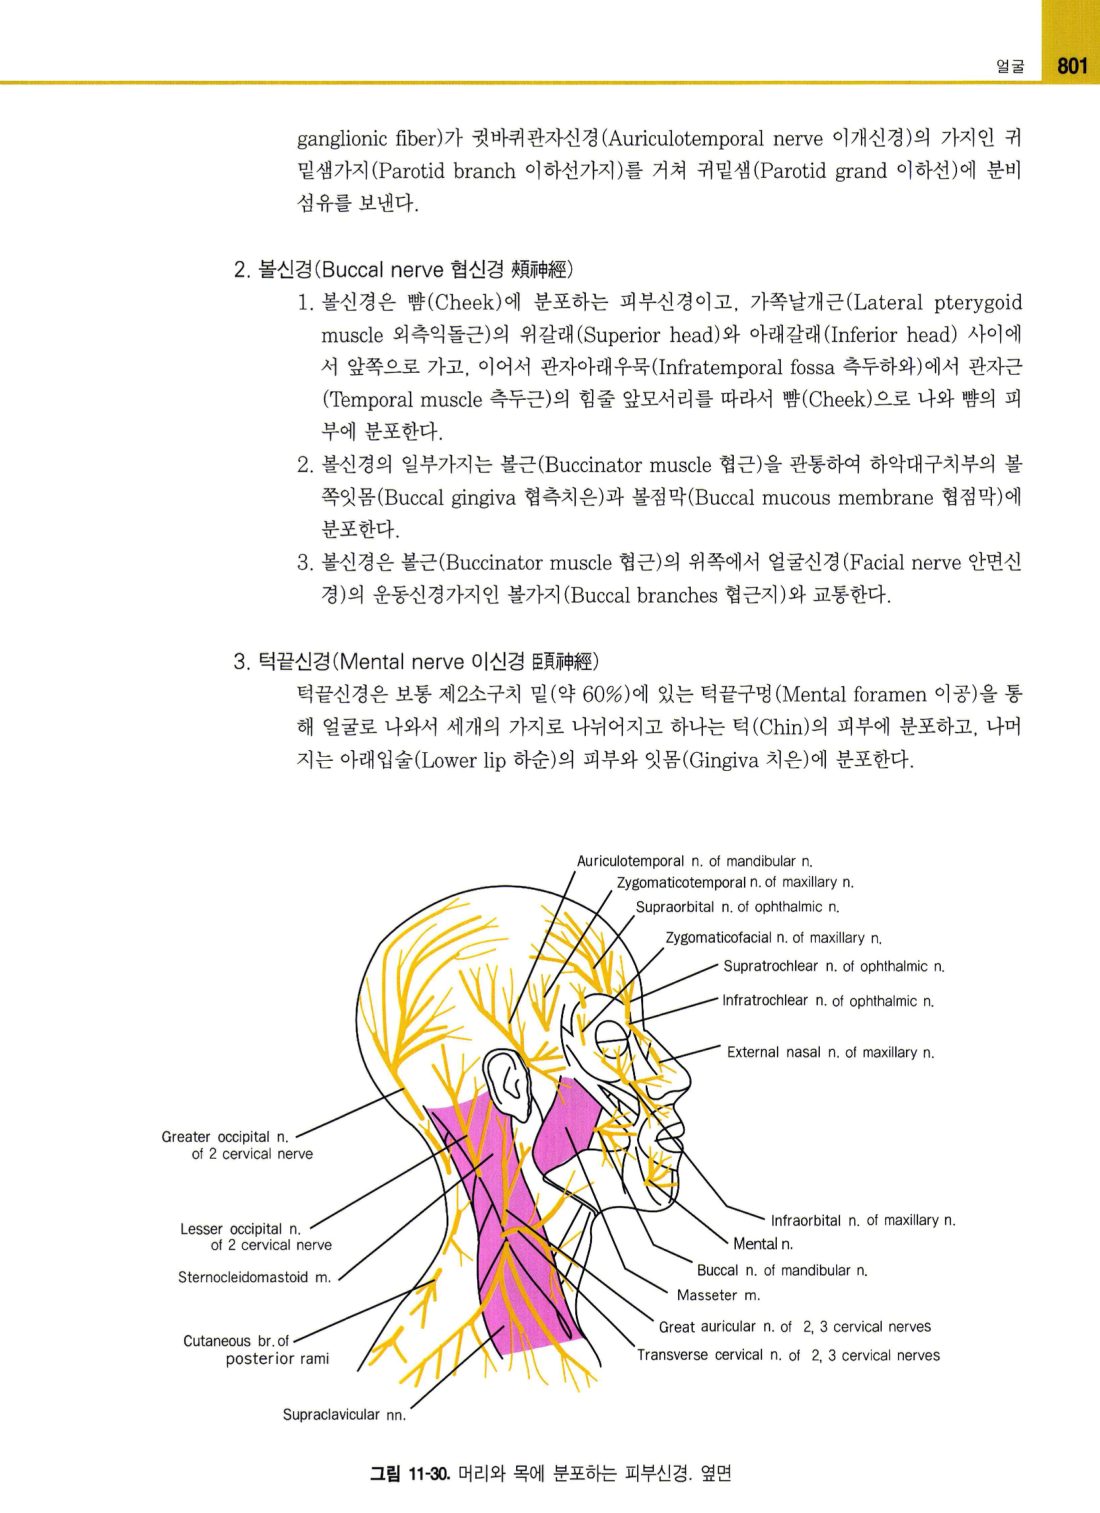 얼굴 801
ganglionic fiber)가 귓바퀴관자신경(Auriculotemporal nerve 이개신경)의 가지인 귀
밑샘가지(Parotid branch 이하선가지)를 거쳐 귀밑샘(Parotid grand 이하선)에 분비
섬유를 보낸다.
2. 볼신경(Buccal nerve 협신경 頰神經)
1. 볼신경은 뺨(Cheek)에 분포하는 피부신경이고, 가쪽날개근(Lateral pterygoid
muscle 외측익돌근)의 위갈래(Superior head)와 아래갈래(Inferior head) 사이에
서 앞쪽으로 가고, 이어서 관자아래우묵(Infratemporal fossa 측두하와)에서 관자근
(Temporal muscle 측두근)의 힘줄 앞모서리를 따라서 뺨(Cheek)으로 나와 뺨의 피
부에 분포한다.
2. 볼신경의 일부가지는 볼근(Buccinator muscle 협근)을 관통하여 하악대구치부의 볼
쪽잇몸(Buccal gingiva 협측치은)과 볼점막(Buccal mucous membrane 협점막)에
분포한다.
3. 볼신경은 볼근(Buccinator muscle 협근)의 위쪽에서 얼굴신경(Facial nerve 안면신
경)의 운동신경가지인 볼가지(Buccal branches 협근지)와 교통한다.
3. 턱끝신경(Mental nerve 이신경 頤神經)
턱끝신경은 보통 제2소구치 밑(약 60%)에 있는 턱끝구멍(Mental foramen 이공)을 통
해 얼굴로 나와서 세개의 가지로 나뉘어지고 하나는 턱(Chin)의 피부에 분포하고, 나머
지는 아래입술(Lower lip 하순)의 피부와 잇몸(Gingiva 치은)에 분포한다.
Auriculotemporal n. of mandibular n.
Zygomaticotemporal n. of maxillary n.
Supraorbital n. of ophthalmic n.
Zygomaticofacial n. of maxillary n.
Supratrochlear n. of ophthalmic n.
Infratrochlear n. of ophthalmic n.
External nasal n. of maxillary n.
Greater occipital n.
of 2 cervical nerve
Lesser occipital n.
of 2 cervical nerve
Sternocleidomastoid m.
Cutaneous br. of
posterior rami
Supraclavicular nn.
Infraorbital n. of maxillary n.
Mental n.
Buccal n. of mandibular n.
Masseter m.
Great auricular n. of 2, 3 cervical nerves
Transverse cervical n. of 2, 3 cervical nerves
그림 11-30. 머리와 목에 분포하는 피부신경. 옆면